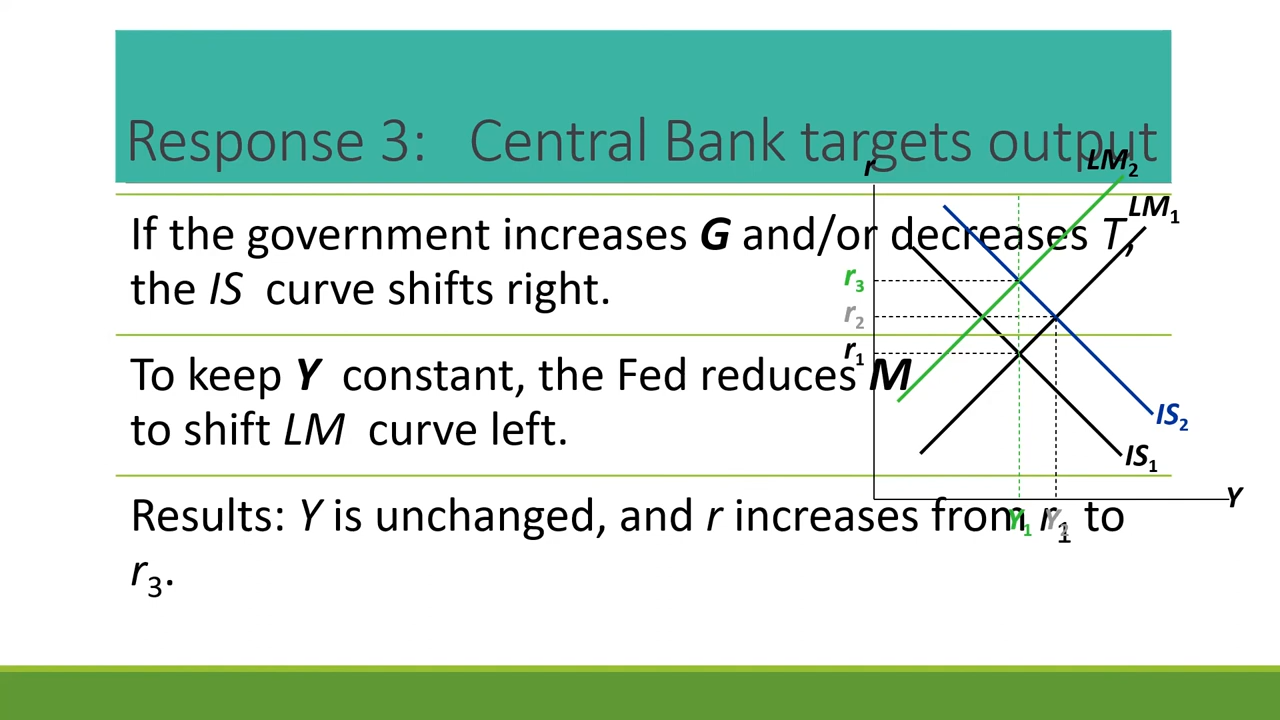 Response 3: Central Bank targets output
If the government increases G and/or decreases T,
the IS curve shifts right.
To keep Y constant, the Fed reduces M
to shift LM curve left.
Results: Y is unchanged, and r increases from r1 to
r3.
r
LM2
LM1
r3
r2
r1
IS2
IS1
Y
Y1
Y2